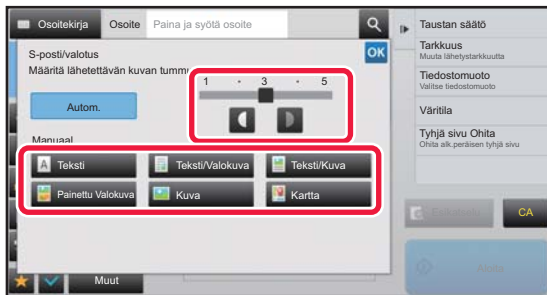 Osoitekirja Osoite Paina ja syötä osoite
S-posti/valotus
OK
Määritä lähetettävän kuvan tumm
1 · 3 · 5
Autom.
Manuaal
A Teksti
Teksti/Valokuva
Teksti/Kuva
Painettu Valokuva
Kuva
Kartta
Muut
Taustan säätö
Tarkkuus
Muuta lähetystarkkuutta
Tiedostomuoto
Valitse tiedostomuoto
Väritila
Tyhjä sivu Ohita
Ohita alk.peräisen tyhjä sivu
Esikatselu
CA
Aloita